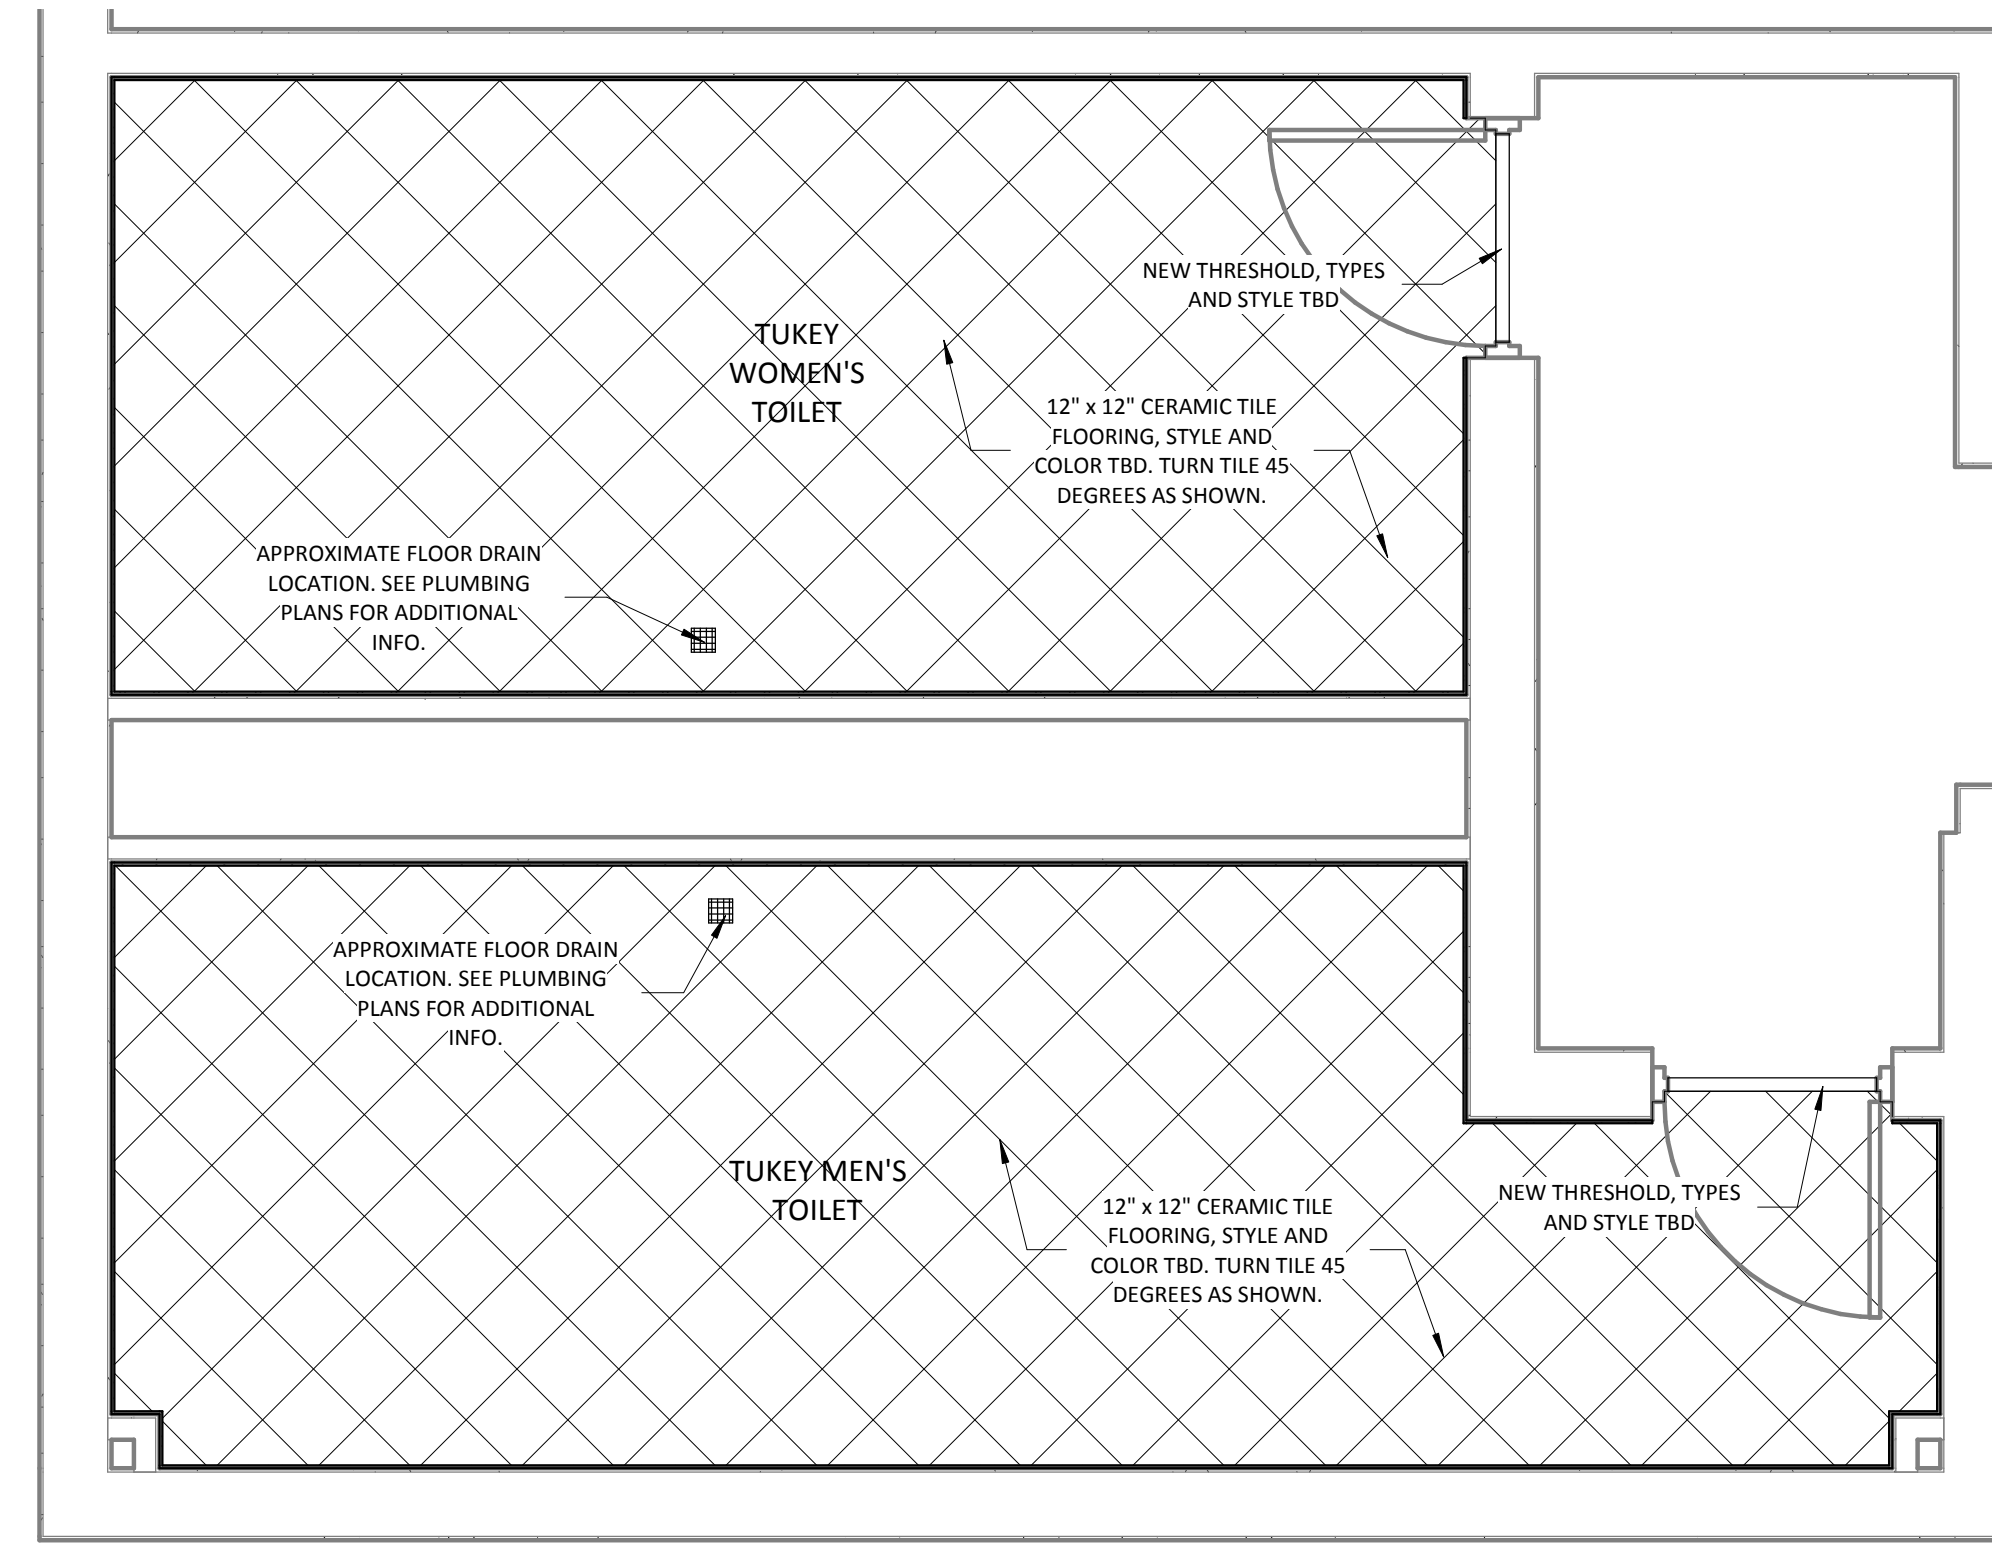 NEW THRESHOLD, TYPES
AND STYLE TBD
TUKEY
WOMEN'S
TOILET
12" x 12" CERAMIC TILE
FLOORING, STYLE AND
COLOR TBD. TURN TILE 45
DEGREES AS SHOWN.
APPROXIMATE FLOOR DRAIN
LOCATION. SEE PLUMBING
PLANS FOR ADDITIONAL
INFO.
APPROXIMATE FLOOR DRAIN
LOCATION. SEE PLUMBING
PLANS FOR ADDITIONAL
INFO.
TUKEY MEN'S
TOILET
12" x 12" CERAMIC TILE
FLOORING, STYLE AND
COLOR TBD. TURN TILE 45
DEGREES AS SHOWN.
NEW THRESHOLD, TYPES
AND STYLE TBD